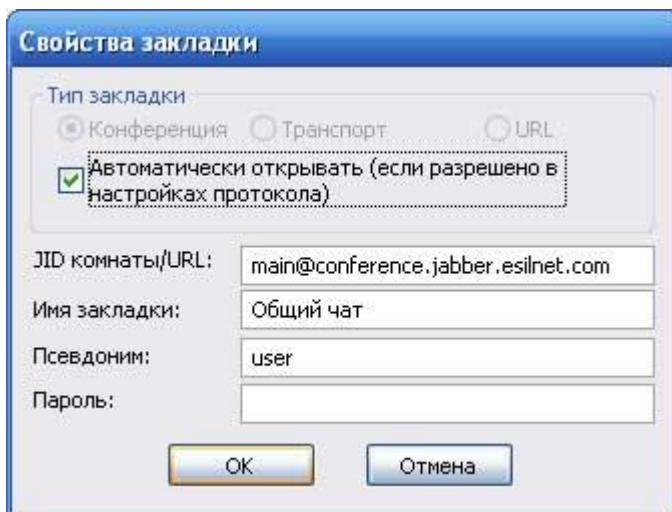 Свойства закладки
Тип закладки
Конференция Транспорт URL
Автоматически открывать (если разрешено в
настройках протокола)
JID комнаты/URL: main@conference.jabber.esilnet.com
Имя закладки: Общий чат
Псевдоним: user
Пароль:
OK Отмена